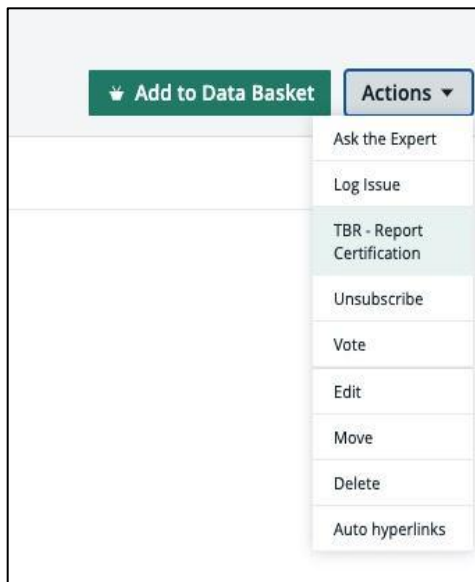 Add to Data Basket
Actions
Ask the Expert
Log Issue
TBR - Report
Certification
Unsubscribe
Vote
Edit
Move
Delete
Auto hyperlinks